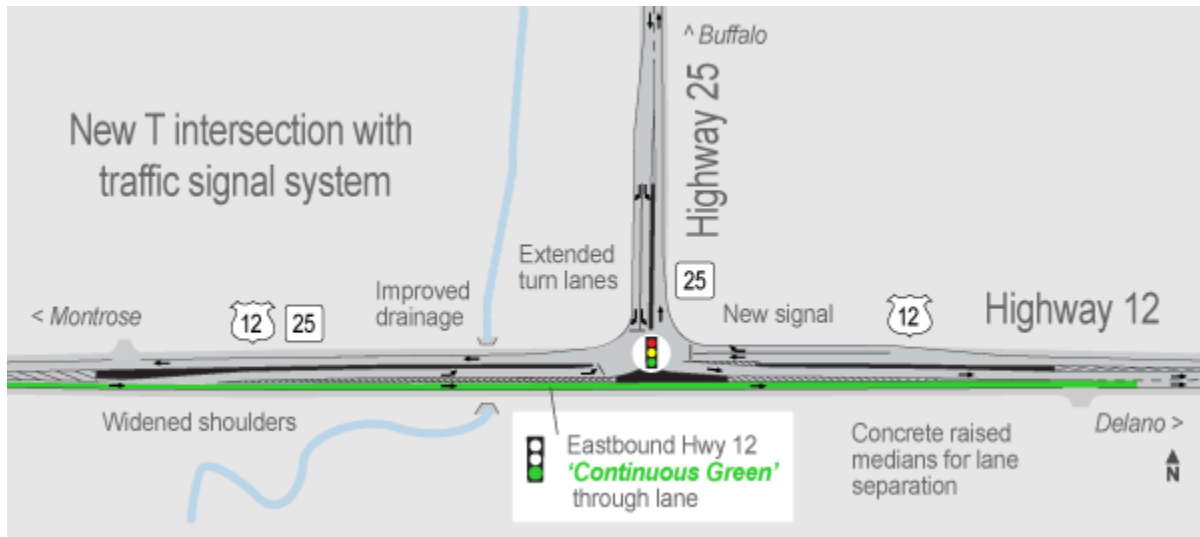 ^ Buffalo
Highway 25
New T intersection with
traffic signal system
Extended
turn lanes
25
Improved
drainage
New signal
Highway 12
< Montrose
12
25
12
Widened shoulders
Eastbound Hwy 12
'Continuous Green'
through lane
Concrete raised
medians for lane
separation
Delano >
N